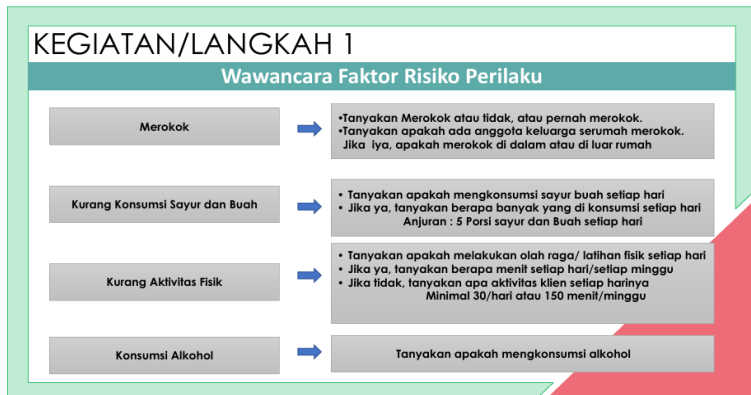 KEGIATAN/LANGKAH 1
Wawancara Faktor Risiko Perilaku
Merokok
•Tanyakan Merokok atau tidak, atau pernah merokok.
•Tanyakan apakah ada anggota keluarga serumah merokok.
Jika iya, apakah merokok di dalam atau di luar rumah
Kurang Konsumsi Sayur dan Buah
• Tanyakan apakah mengkonsumsi sayur buah setiap hari
• Jika ya, tanyakan berapa banyak yang di konsumsi setiap hari
Anjuran : 5 Porsi sayur dan Buah setiap hari
Kurang Aktivitas Fisik
• Tanyakan apakah melakukan olah raga/ latihan fisik setiap hari
• Jika ya, tanyakan berapa menit setiap hari/setiap minggu
• Jika tidak, tanyakan apa aktivitas klien setiap harinya
Minimal 30/hari atau 150 menit/minggu
Konsumsi Alkohol
Tanyakan apakah mengkonsumsi alkohol